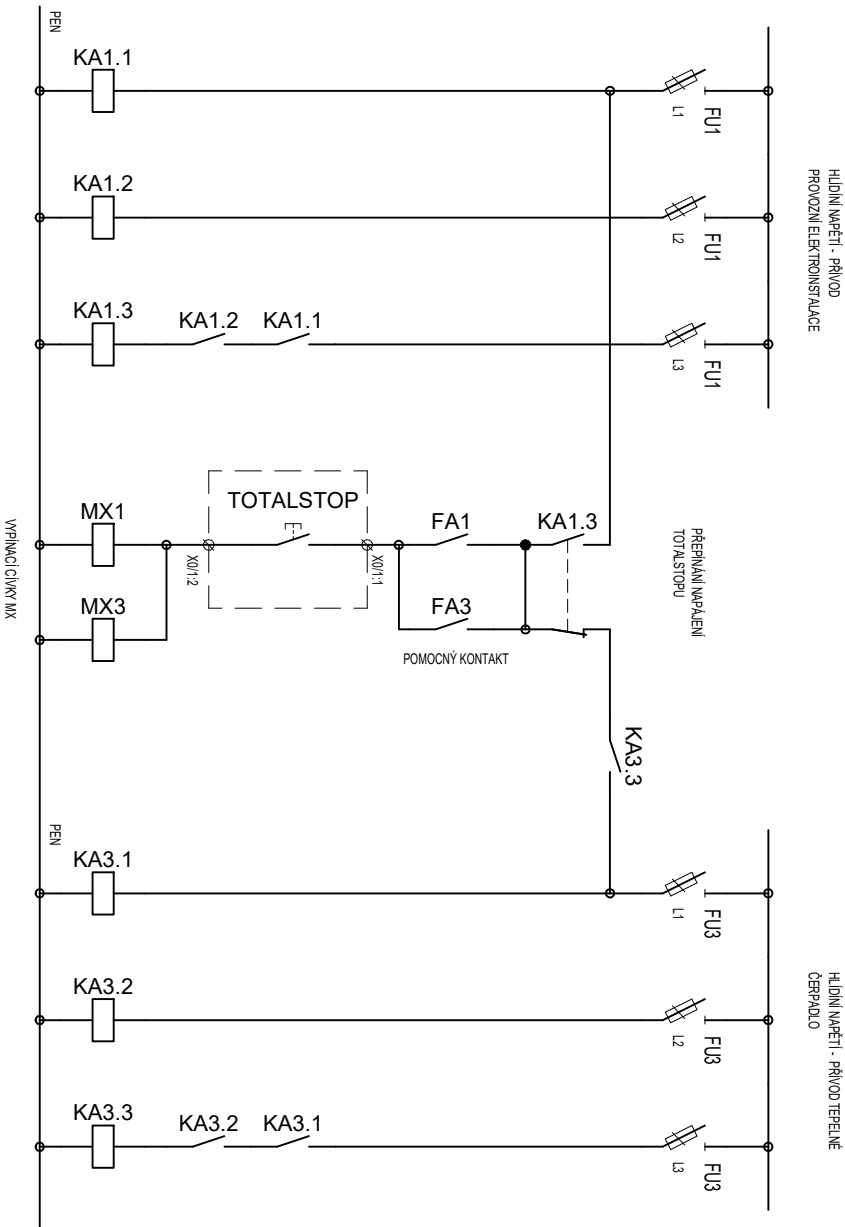 PEN
KA1.1
L1
FU1
HLÍDÍNÍ NAPĚTÍ - PŘÍVOD
PROVOZNÍ ELEKTROINSTALACE
KA1.2
L2
FU1
KA1.3
KA1.2
KA1.1
L3
FU1
VYPÍNACÍ CÍVKY MX
MX1
TOTALSTOP
X0/1:2
X0/1:1
FA1
KA1.3
PŘEPÍNÁNÍ NAPÁJENÍ
TOTALSTOPU
MX3
FA3
POMOCNÝ KONTAKT
KA3.3
PEN
KA3.1
L1
FU3
HLÍDÍNÍ NAPĚTÍ - PŘÍVOD TEPELNÉ
ČERPADLO
KA3.2
L2
FU3
KA3.3
KA3.2
KA3.1
L3
FU3